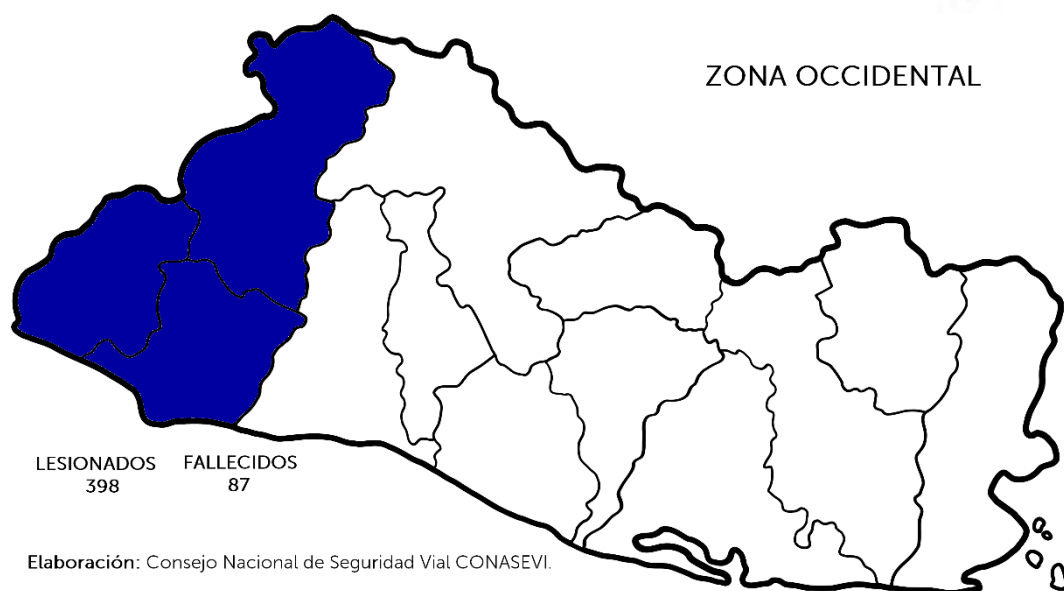 ZONA OCCIDENTAL
LESIONADOS FALLECIDOS
398 87
Elaboración: Consejo Nacional de Seguridad Vial CONASEVI.